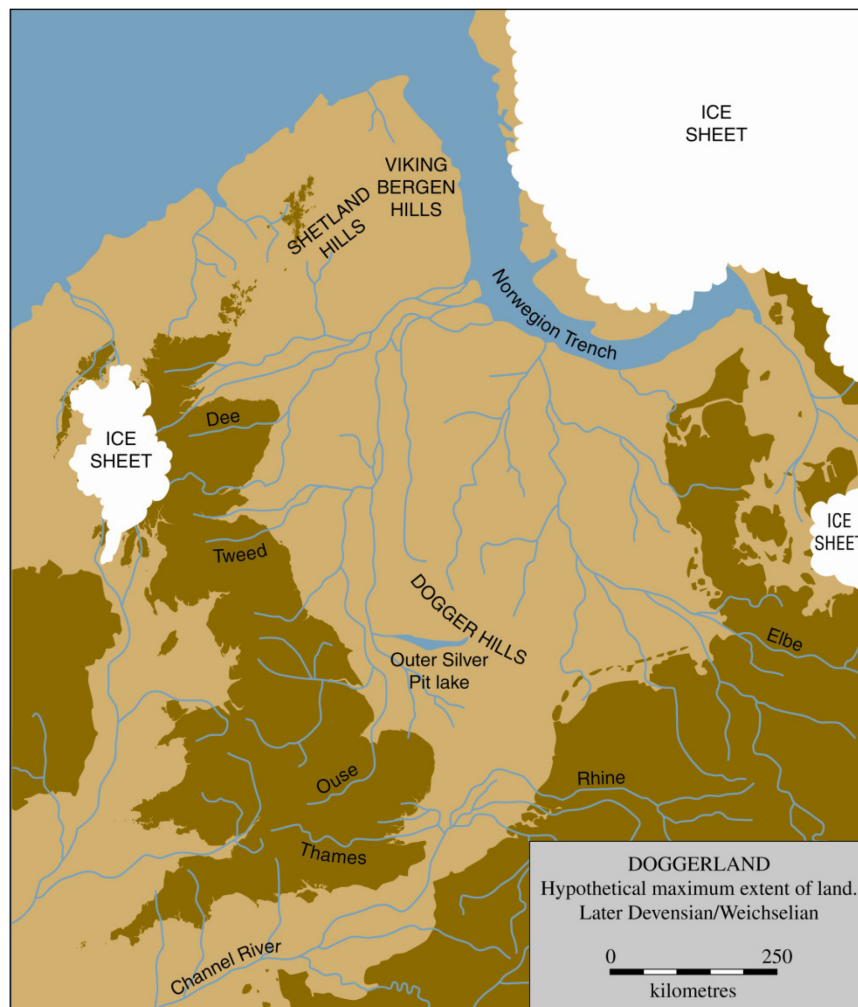 ICE
SHEET
VIKING
BERGEN
HILLS
SHETLAND
HILLS
Norwegion Trench
Dee
ICE
SHEET
ICE
SHEET
Tweed
DOGGER HILLS
Elbe
Outer Silver
Pit lake
Ouse
Rhine
Thames
Channel River
DOGGERLAND
Hypothetical maximum extent of land.
Later Devensian/Weichselian
0 250
kilometres